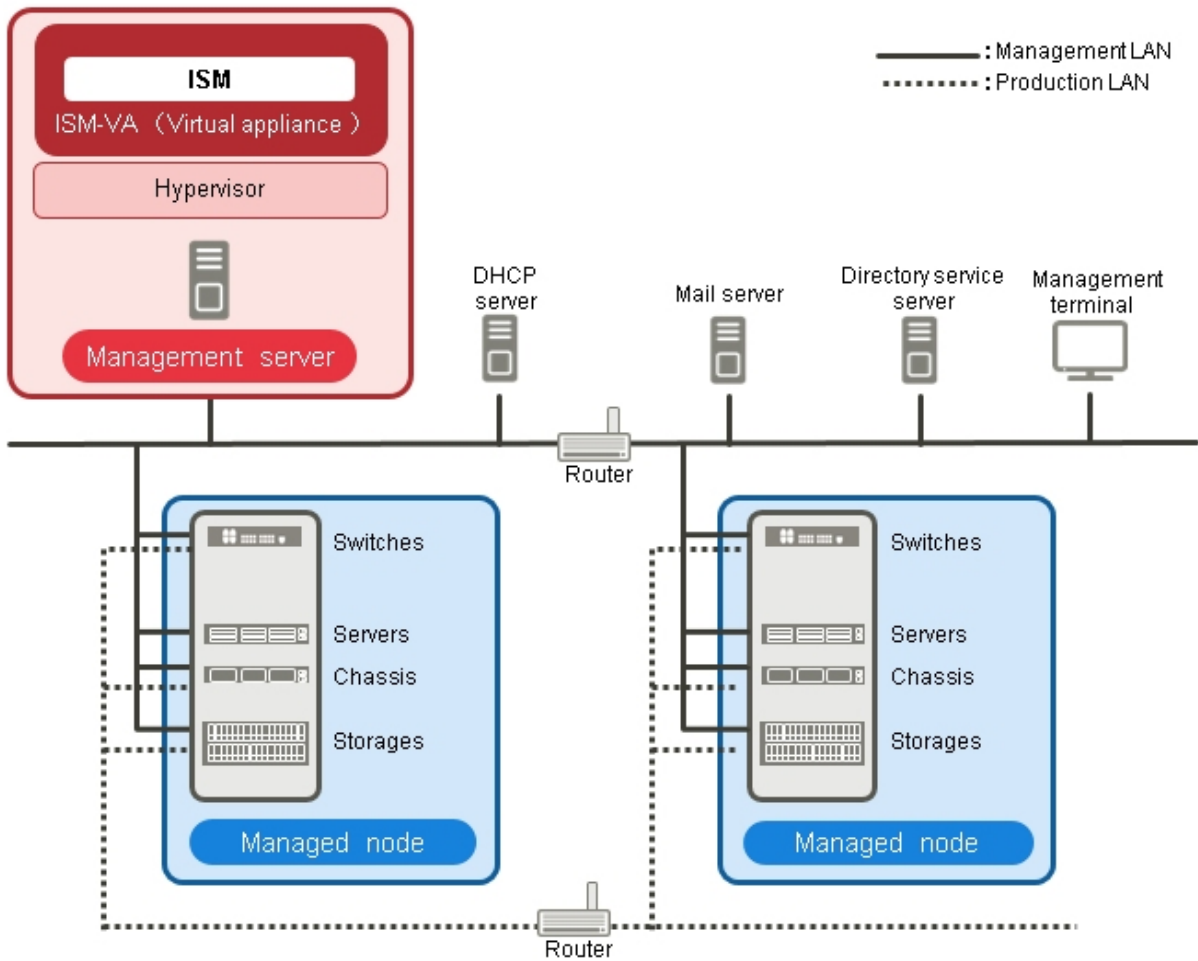 ISM
ISM-VA （Virtual appliance ）
Hypervisor
Management server
: Management LAN
: Production LAN
DHCP
server
Mail server
Directory service
server
Management
terminal
Router
Switches
Servers
Chassis
Storages
Managed node
Switches
Servers
Chassis
Storages
Managed node
Router